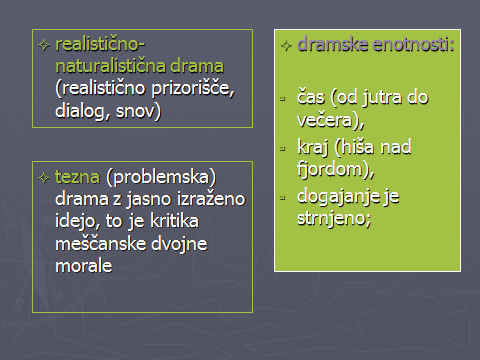 realistično-
naturalistična drama
(realistično prizorišče,
dialog, snov)
tezna (problemska)
drama z jasno izraženo
idejo, to je kritika
meščanske dvojne
morale
dramske enotnosti:
čas (od jutra do
večera),
kraj (hiša nad
fjordom),
dogajanje je
strnjeno;